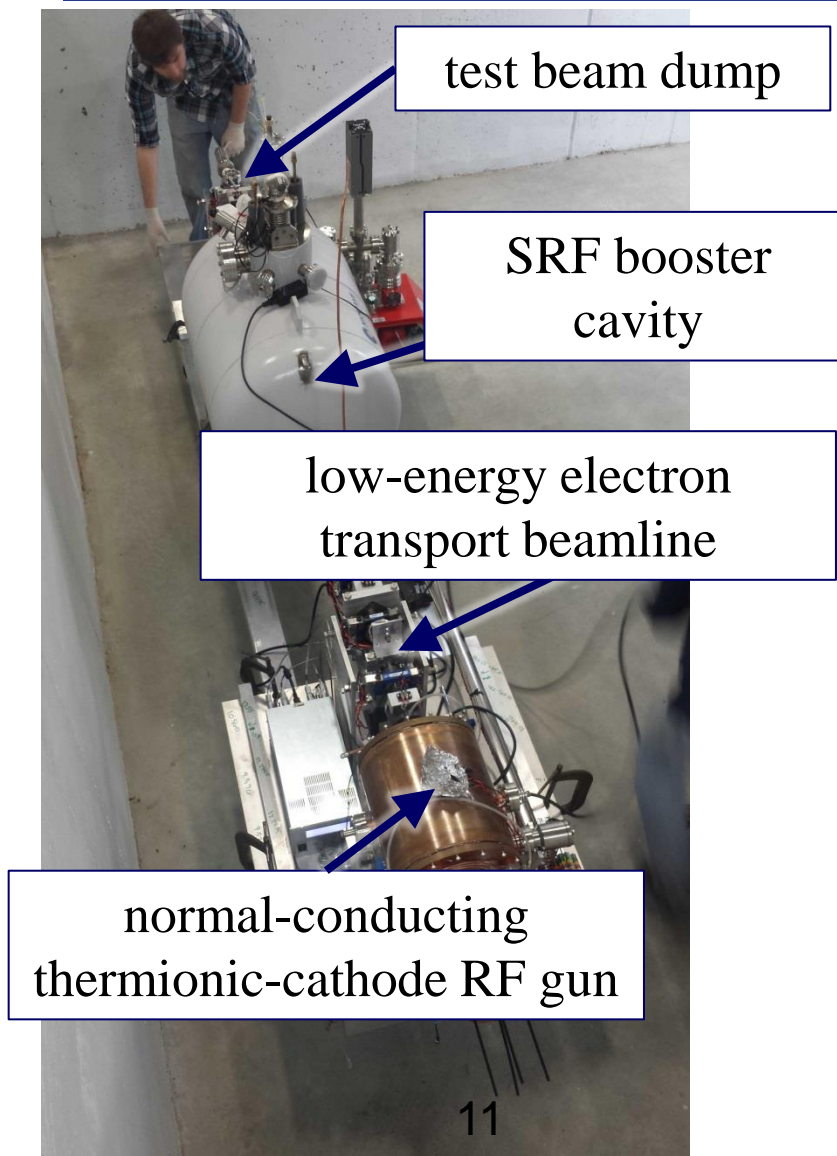 test beam dump
SRF booster
cavity
low-energy electron
transport beamline
normal-conducting
thermionic-cathode RF gun
11